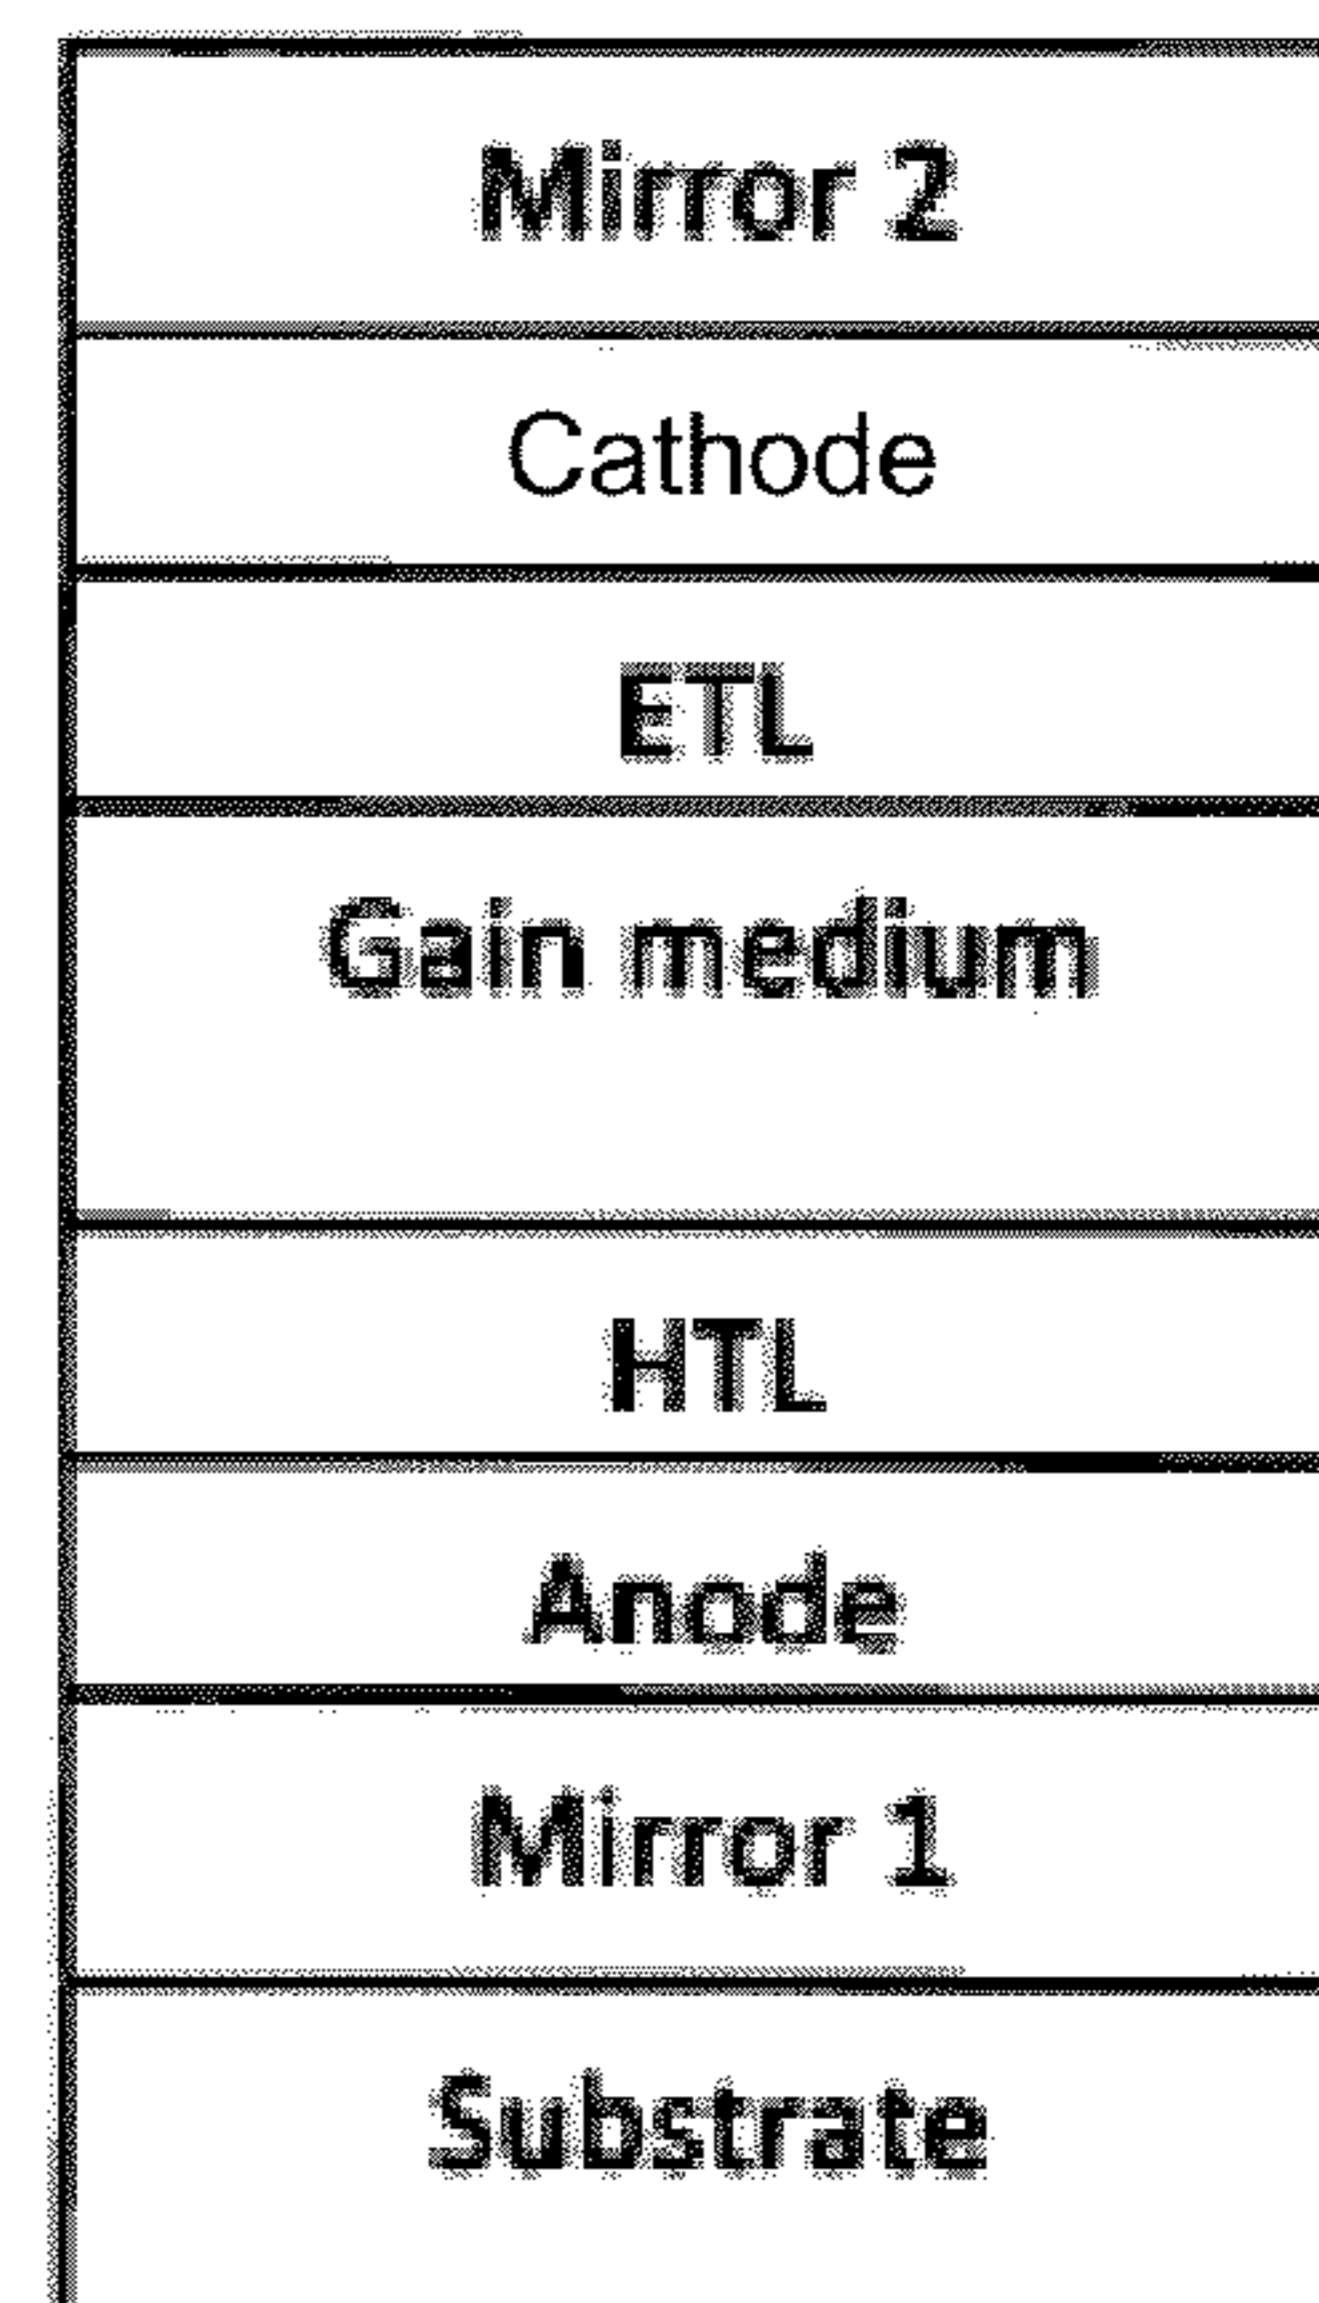 Mirror 2
Cathode
ETL
Gain medium
HTL
Anode
Mirror 1
Substrate